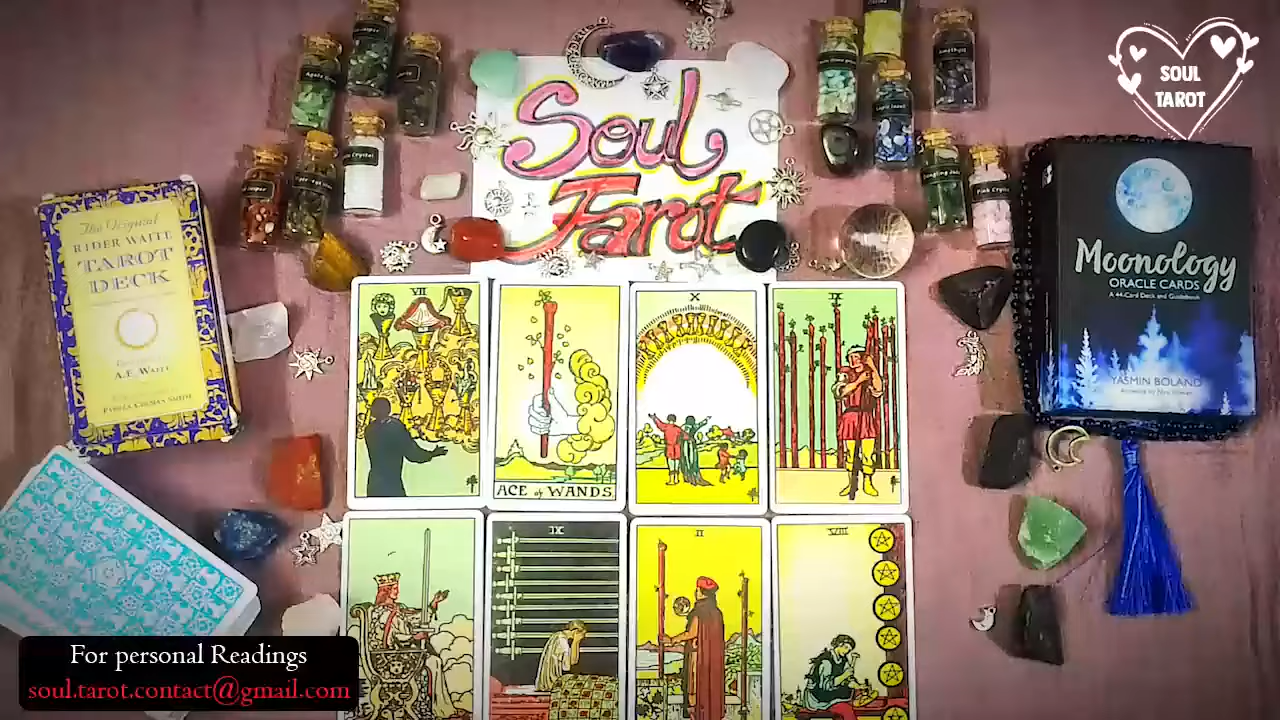 SOUL
TAROT
Soul
Tarot
The Original
RIDER WAITE
TAROT
DECK
A.E. WAITE
PAMELA COLMAN SMITH
Moonology
ORACLE CARDS
A 44-Card Deck and Guidebook
YASMIN BOLAND
Crystal
VII
X
IX
ACE of WANDS
IX
II
VIII
For personal Readings
soul.tarot.contact@gmail.com